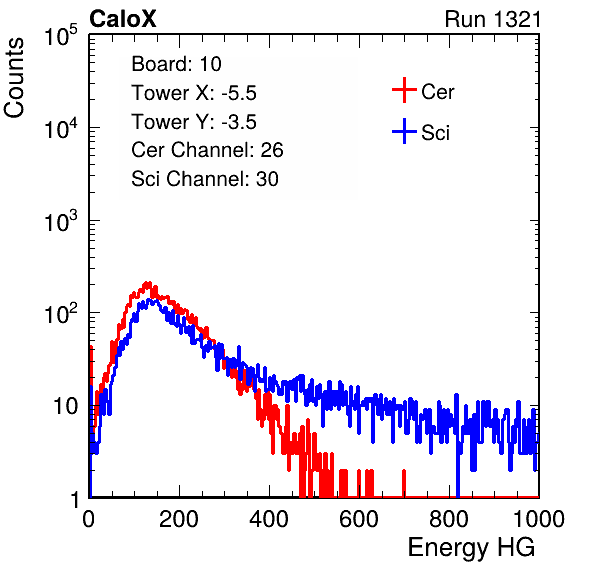 CaloX Run 1321
Counts
Board: 10
Tower X: -5.5
Tower Y: -3.5
Cer Channel: 26
Sci Channel: 30
Cer
Sci
10^5
10^4
10^3
10^2
10
1
0 200 400 600 800 1000
Energy HG